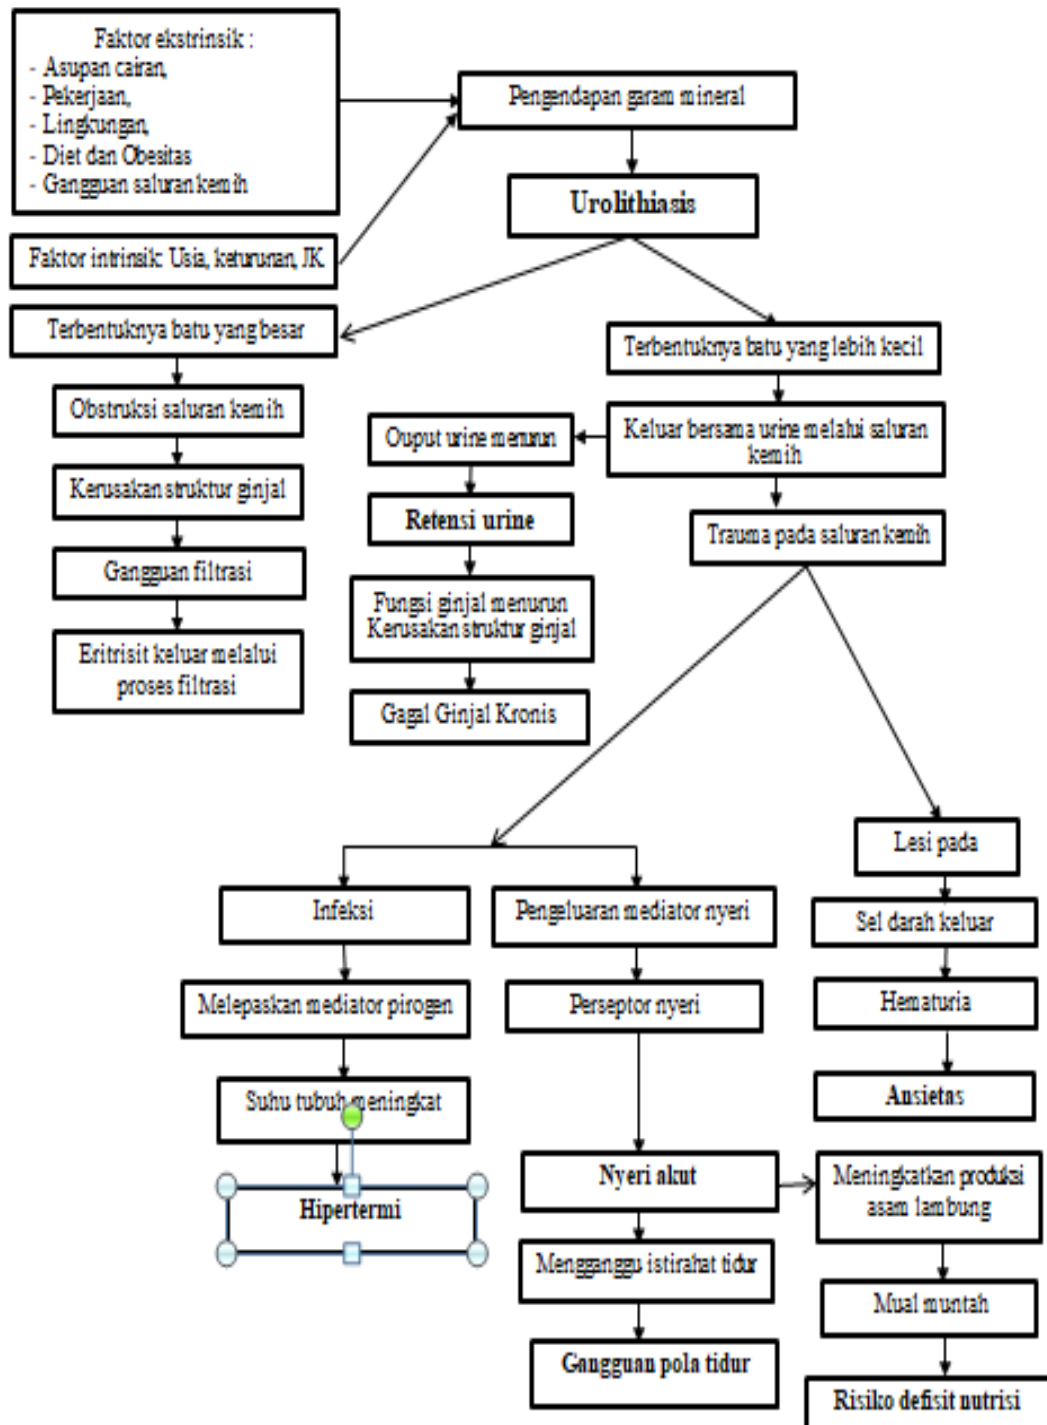 Faktor ekstrinsik :
- Asupan cairan,
- Pekerjaan,
- Lingkungan,
- Diet dan Obesitas
- Gangguan saluran kemih
Pengendapan garam mineral
Urolithiasis
Faktor intrinsik: Usia, keturunan, JK
Terbentuknya batu yang besar
Terbentuknya batu yang lebih kecil
Obstruksi saluran kemih
Ouput urine menurun
Keluar bersama urine melalui saluran
kemih
Kerusakan struktur ginjal
Retensi urine
Trauma pada saluran kemih
Gangguan filtrasi
Fungsi ginjal menurun
Kerusakan struktur ginjal
Eritrisit keluar melalui
proses filtrasi
Gagal Ginjal Kronis
Lesi pada
Infeksi
Pengeluaran mediator nyeri
Sel darah keluar
Melepaskan mediator pirogen
Perseptor nyeri
Hematuria
Suhu tubuh meningkat
Ansietas
Hipertermi
Nyeri akut
Meningkatkan produksi
asam lambung
Mengganggu istirahat tidur
Mual muntah
Gangguan pola tidur
Risiko defisit nutrisi